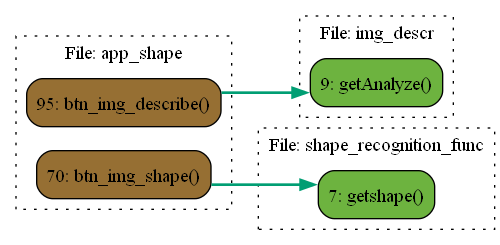 File: app_shape
95: btn_img_describe()
70: btn_img_shape()
File: img_descr
9: getAnalyze()
File: shape_recognition_func
7: getshape()